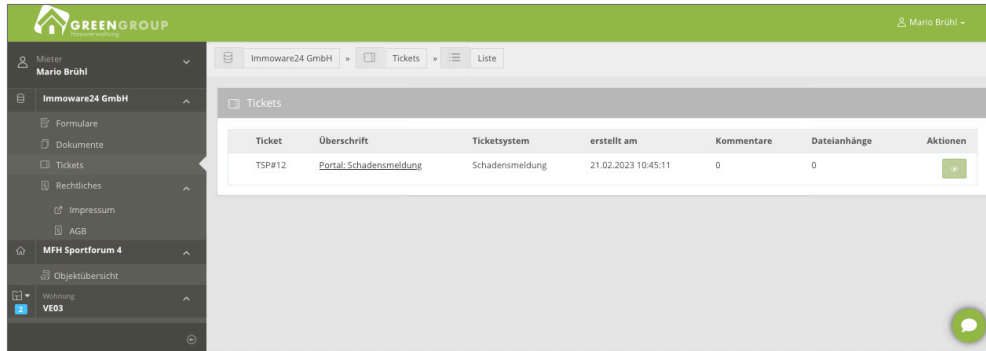 GREENGROUP
Hausverwaltung
Mario Brühl
Mieter
Mario Brühl
Immoware24 GmbH
Formulare
Dokumente
Tickets
Rechtliches
Impressum
AGB
MFH Sportforum 4
Objektübersicht
Wohnung
VE03
2
Immoware24 GmbH » Tickets » Liste
Tickets
Ticket Überschrift Ticketsystem erstellt am Kommentare Dateianhänge Aktionen
TSP#12 Portal: Schadensmeldung Schadensmeldung 21.02.2023 10:45:11 0 0